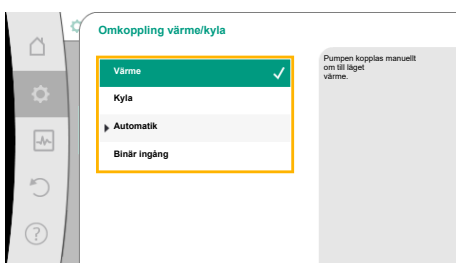 Omkoppling värme/kyla
Värme
Kyla
Automatik
Binär ingång
Pumpen kopplas manuellt
om till läget
värme.